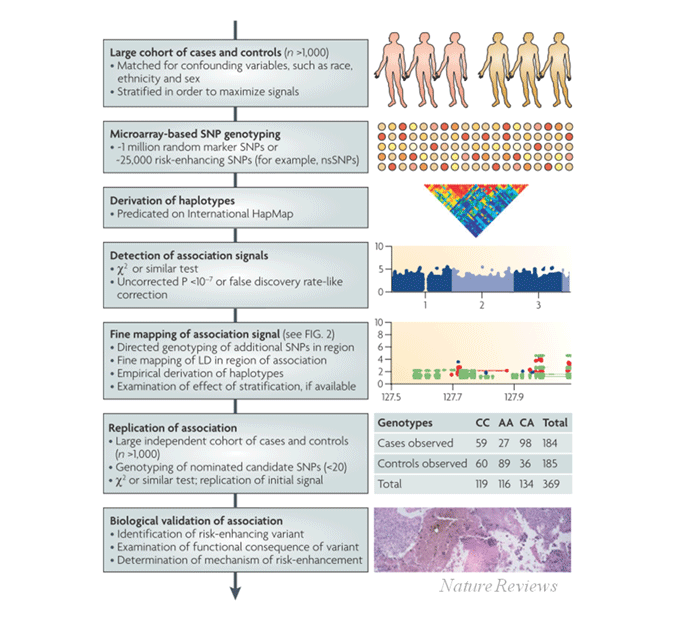 Large cohort of cases and controls (n >1,000)
• Matched for confounding variables, such as race,
ethnicity and sex
• Stratified in order to maximize signals
Microarray-based SNP genotyping
• -1 million random marker SNPs or
-25,000 risk-enhancing SNPs (for example, nsSNPs)
Derivation of haplotypes
• Predicated on International HapMap
Detection of association signals
• χ² or similar test
• Uncorrected P <10⁻⁷ or false discovery rate-like
correction
10
5
0
1 2 3
Fine mapping of association signal (see FIG. 2)
• Directed genotyping of additional SNPs in region
• Fine mapping of LD in region of association
• Empirical derivation of haplotypes
• Examination of effect of stratification, if available
10
8
6
4
2
0
127.5 127.7 127.9
Replication of association
• Large independent cohort of cases and controls
(n >1,000)
• Genotyping of nominated candidate SNPs (<20)
• χ² or similar test; replication of initial signal
Genotypes CC AA CA Total
Cases observed 59 27 98 184
Controls observed 60 89 36 185
Total 119 116 134 369
Biological validation of association
• Identification of risk-enhancing variant
• Examination of functional consequence of variant
• Determination of mechanism of risk-enhancement
Nature Reviews